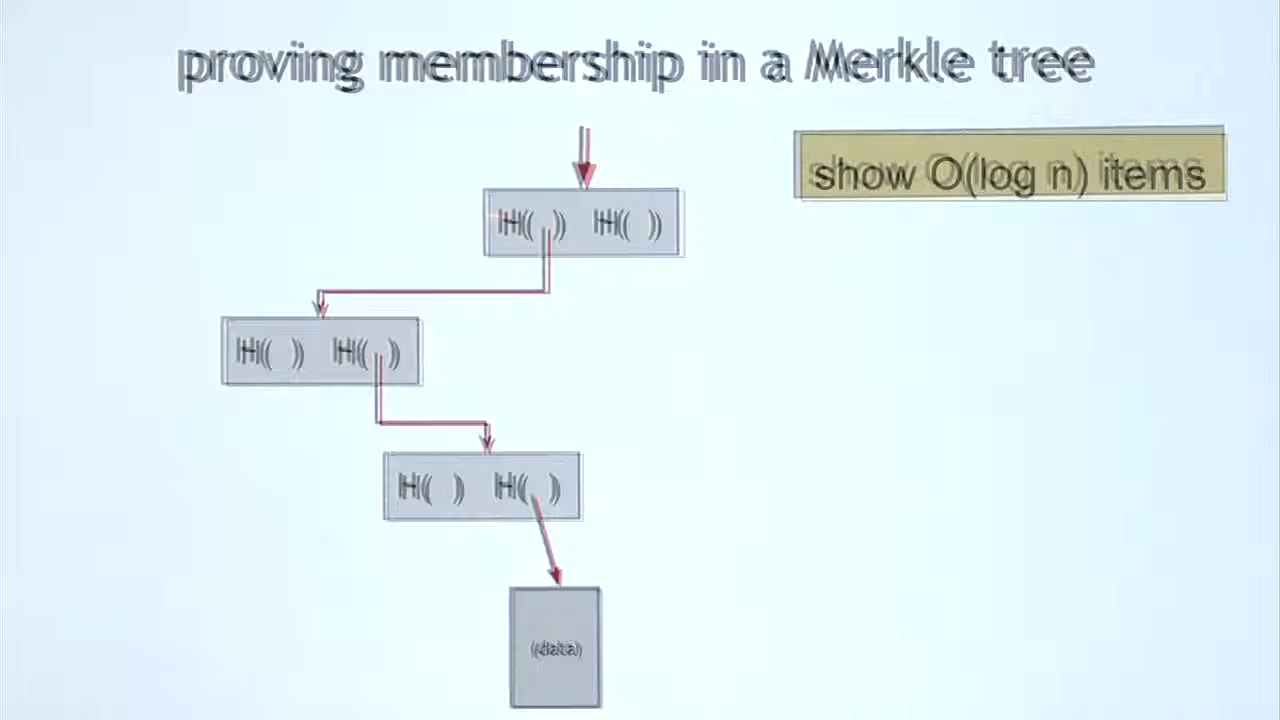 proving membership in a Merkle tree
show O(log n) items
H( ) H( )
H( ) H( )
H( ) H( )
(data)